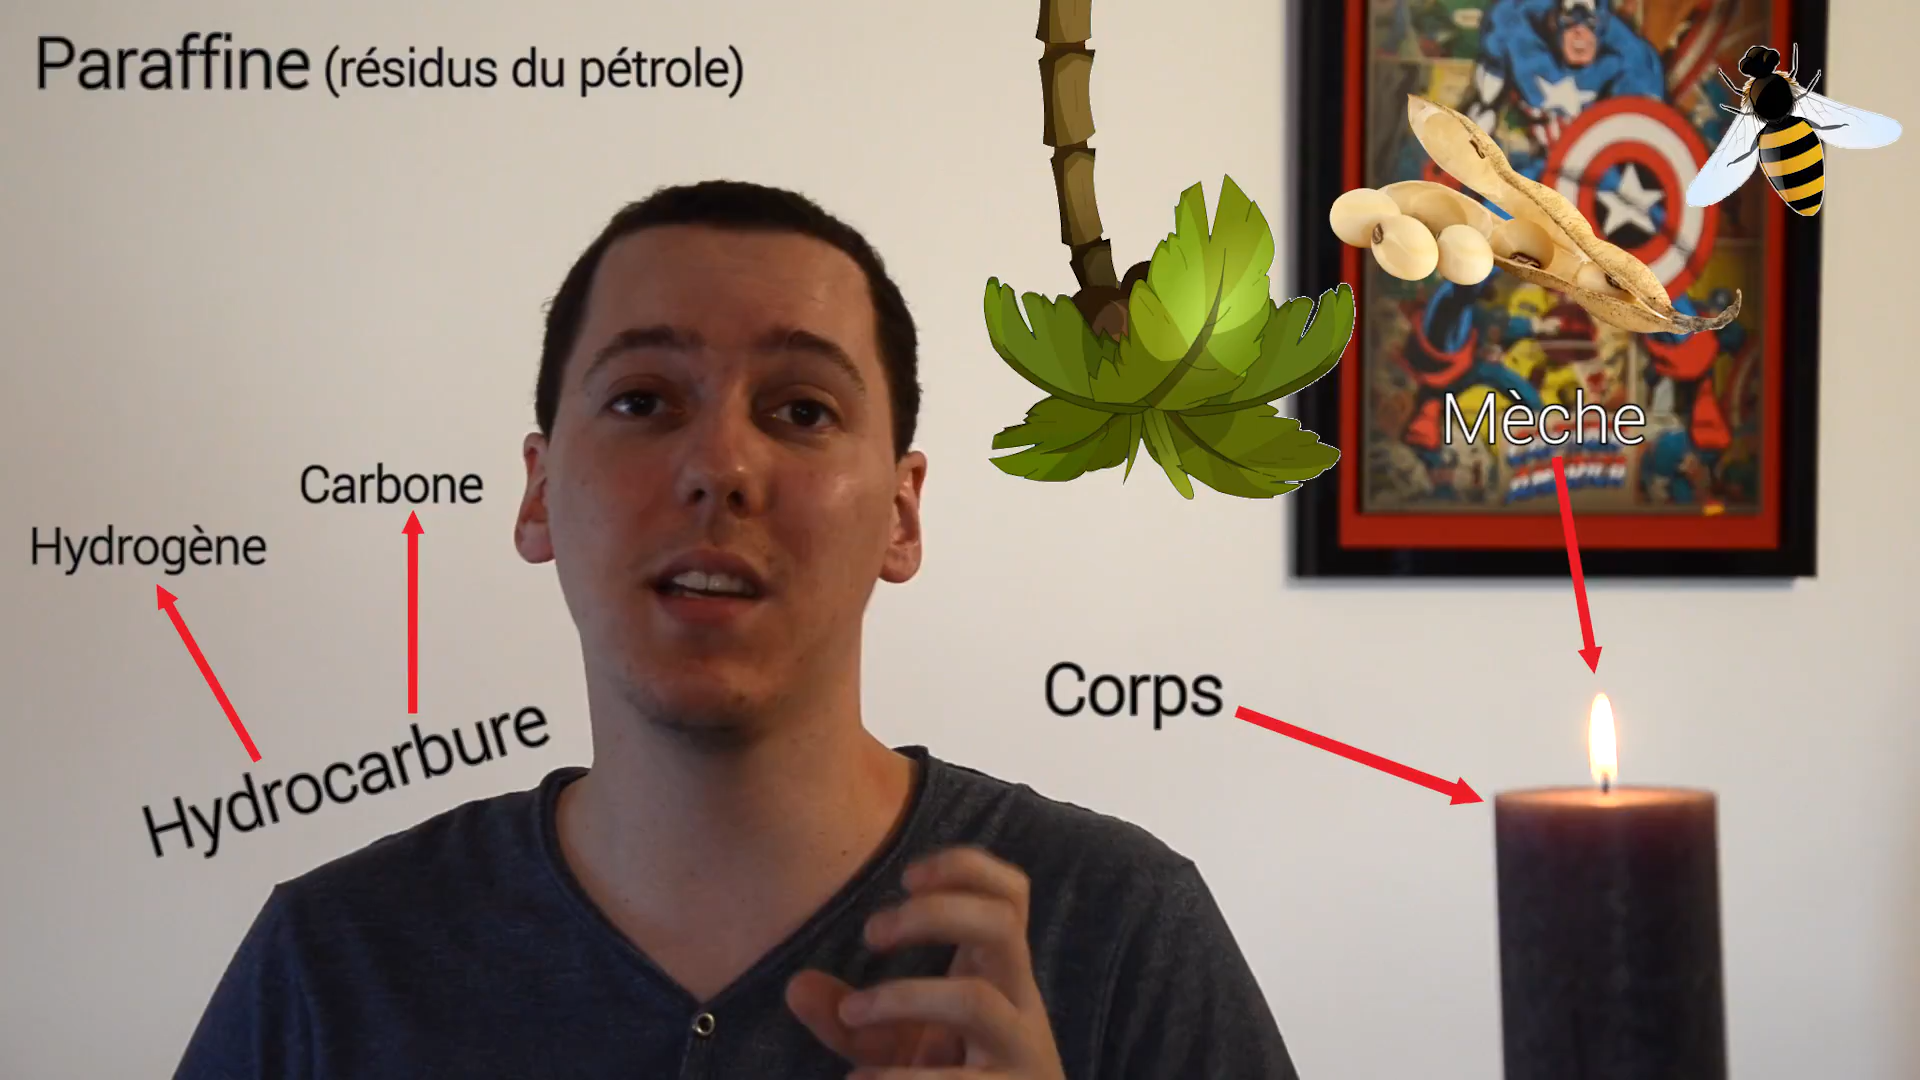 Paraffine (résidus du pétrole)
Mèche
Carbone
Hydrogène
Corps
Hydrocarbure